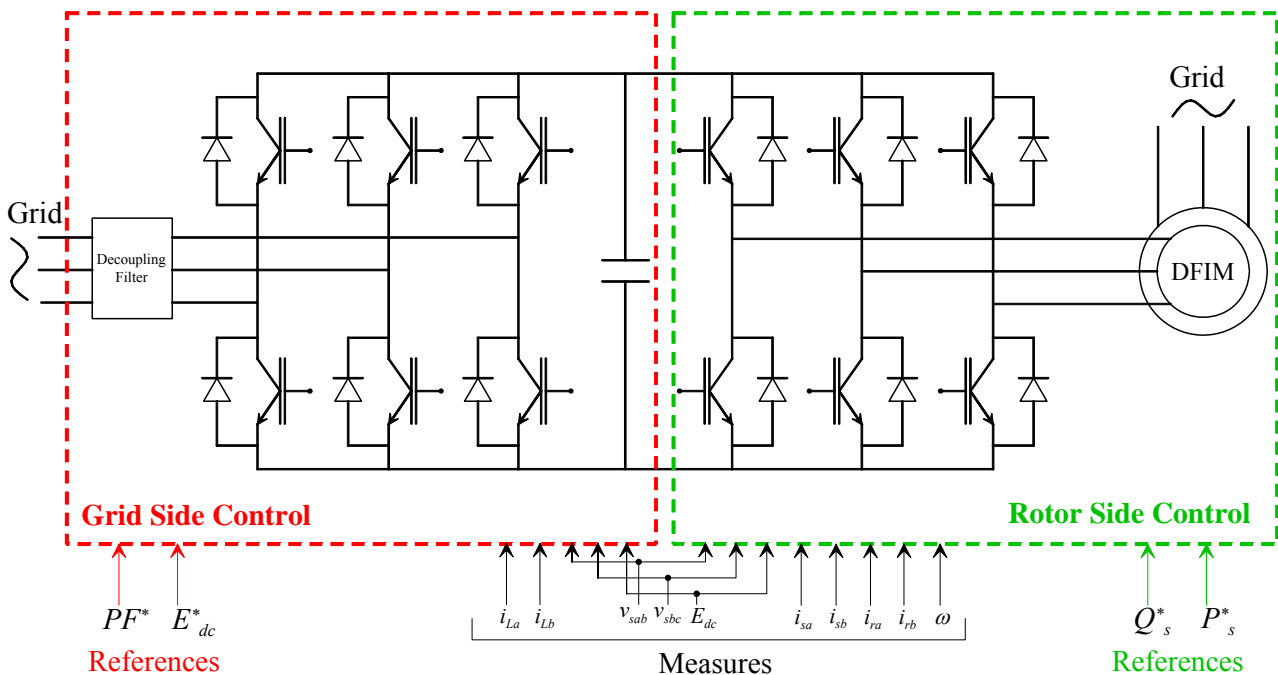 Grid
Grid
Decoupling
Filter
DFIM
Grid Side Control
Rotor Side Control
PF* E*dc
iLa iLb vsab vsbc Edc isa isb ira irb ω
Q*s P*s
References
Measures
References